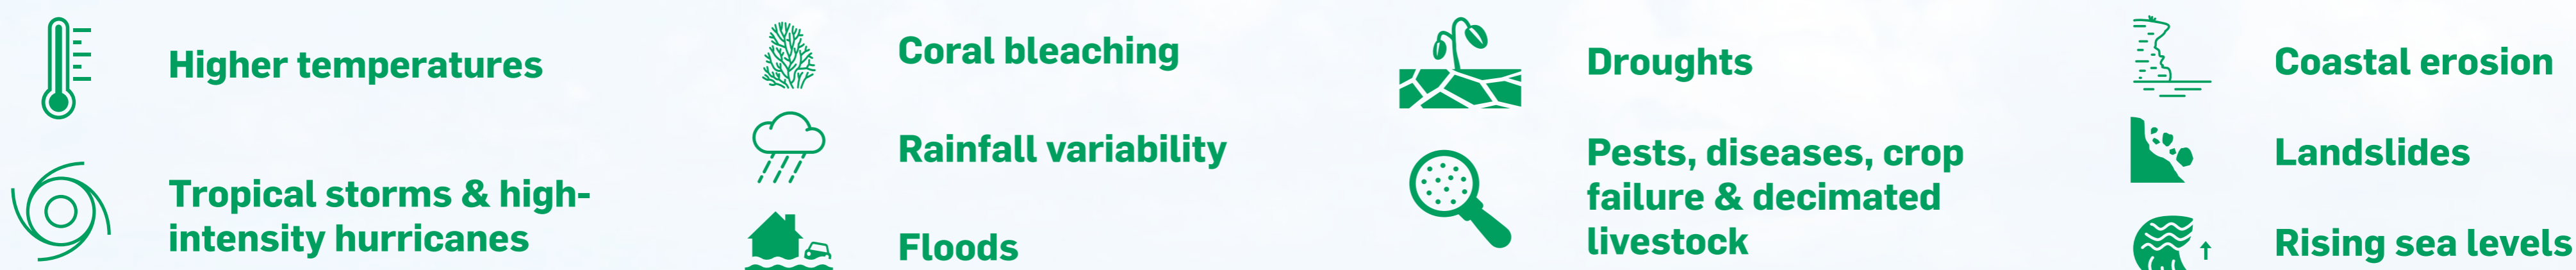 Higher temperatures
Tropical storms & high-
intensity hurricanes
Coral bleaching
Rainfall variability
Floods
Droughts
Pests, diseases, crop
failure & decimated
livestock
Coastal erosion
Landslides
Rising sea levels